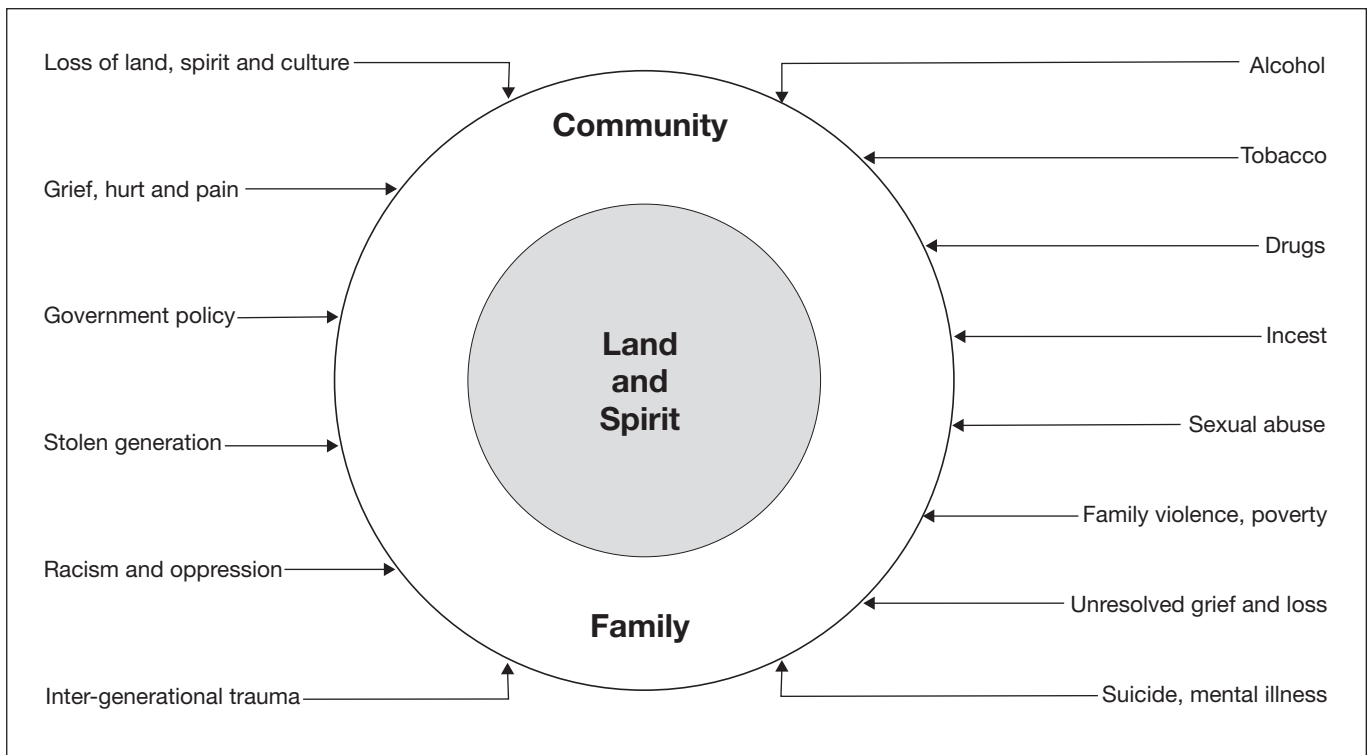 Loss of land, spirit and culture
Grief, hurt and pain
Government policy
Stolen generation
Racism and oppression
Inter-generational trauma
Community
Land
and
Spirit
Family
Alcohol
Tobacco
Drugs
Incest
Sexual abuse
Family violence, poverty
Unresolved grief and loss
Suicide, mental illness